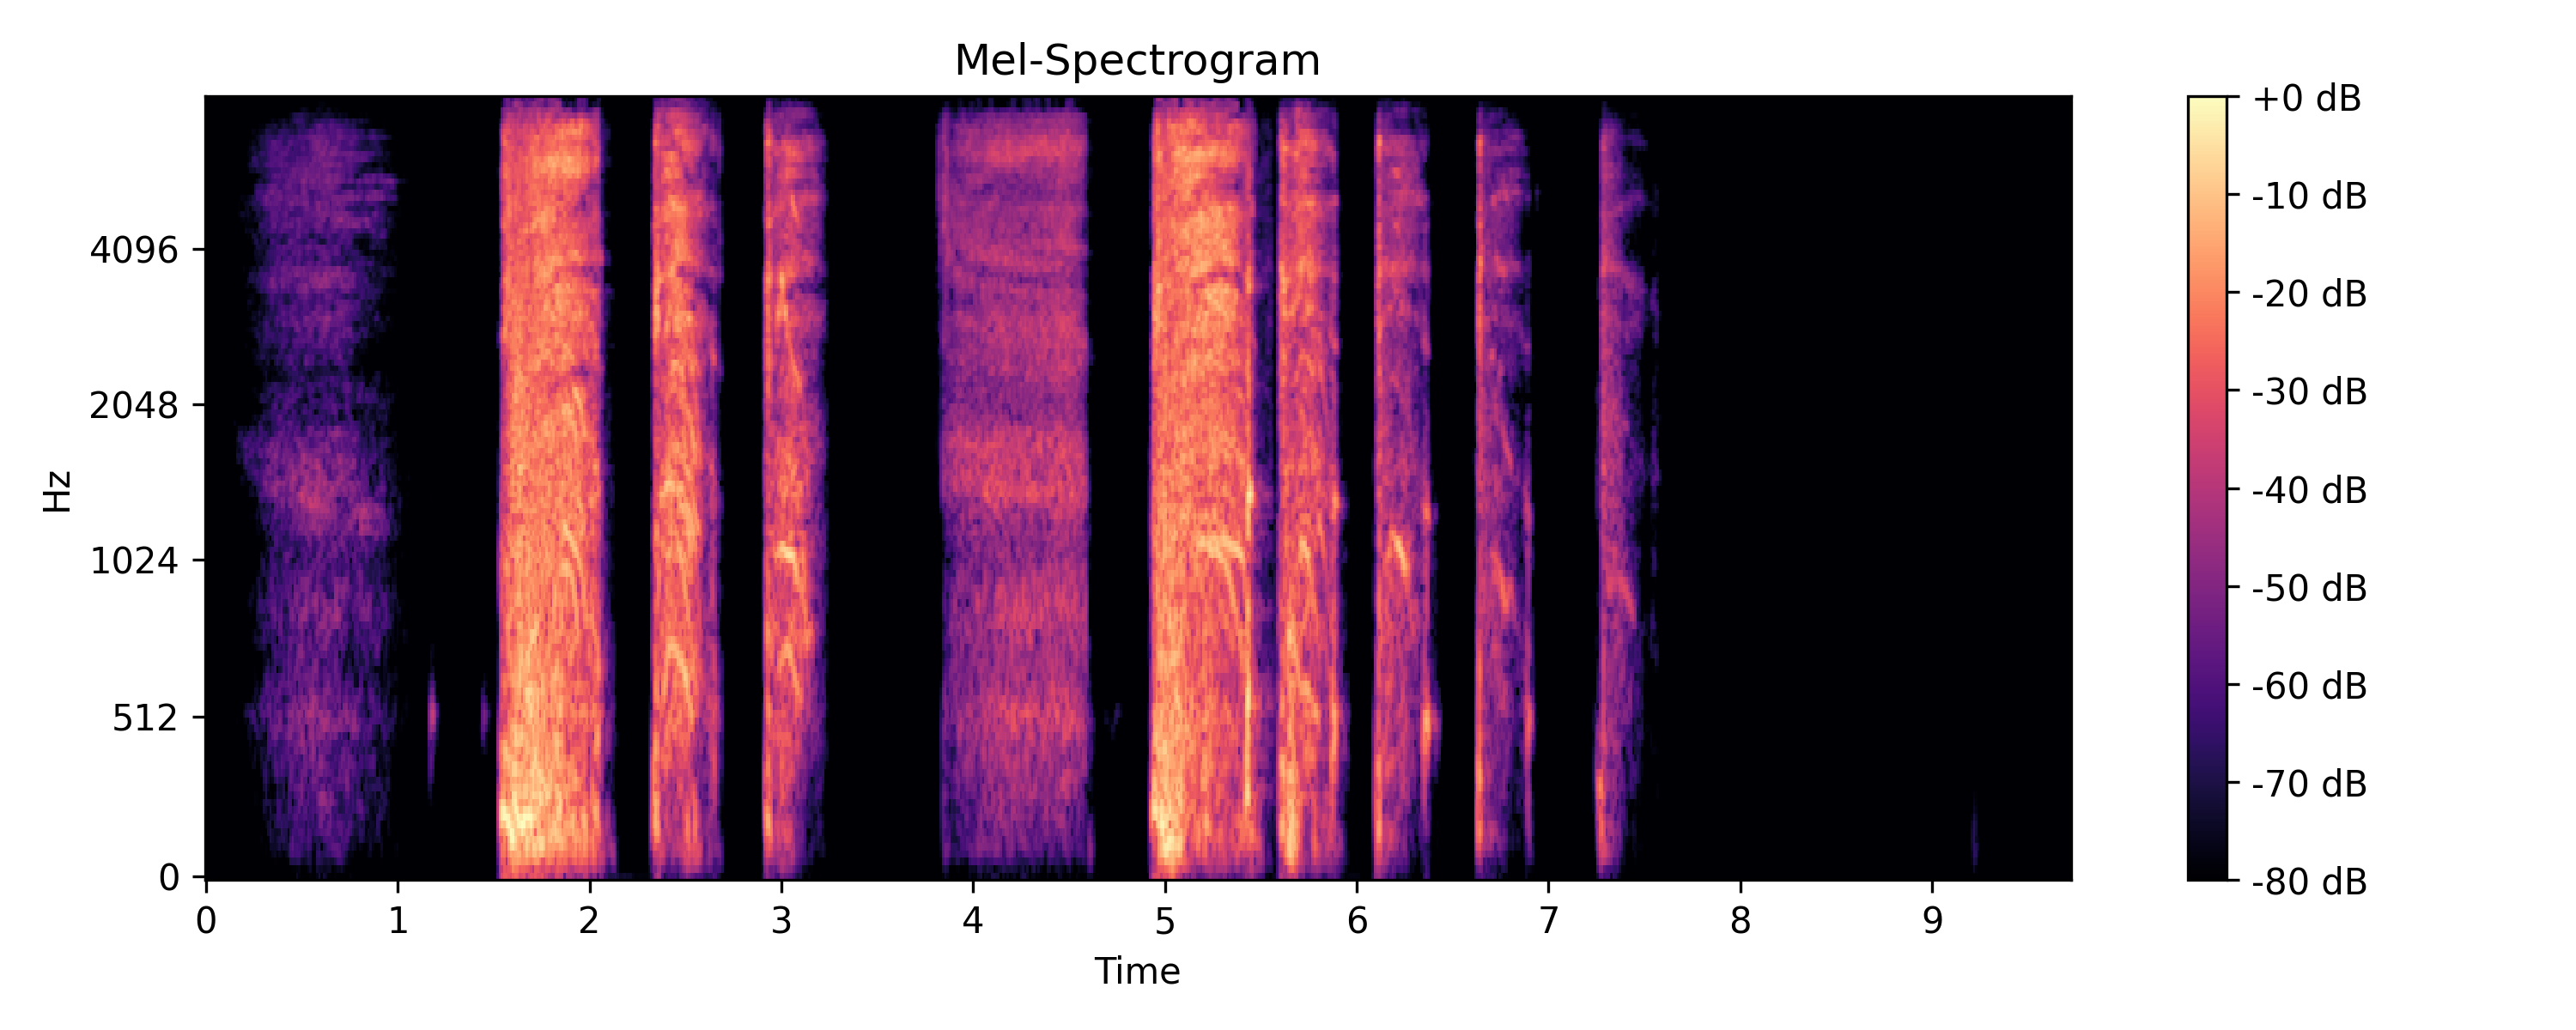 Mel-Spectrogram
Hz
4096
2048
1024
512
0
0 1 2 3 4 5 6 7 8 9
Time
+0 dB
-10 dB
-20 dB
-30 dB
-40 dB
-50 dB
-60 dB
-70 dB
-80 dB